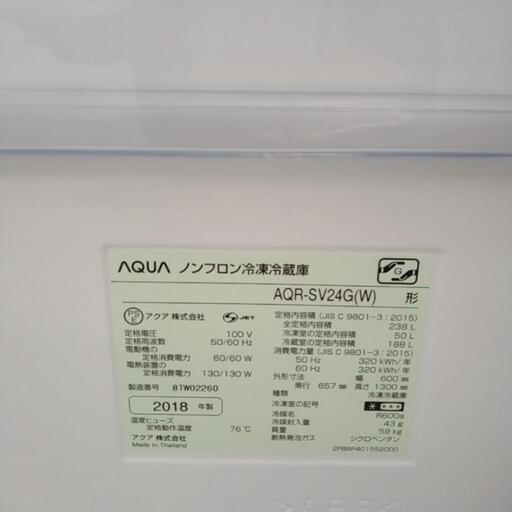 AQUA ノンフロン冷凍冷蔵庫
G
AQR-SV24G(W) 形
PS E アクア 株式会社 S JET
定格電圧 100 V
定格周波数 50/60 Hz
電動機の
定格消費電力 60/60 W
電熱装置の
定格消費電力 130/130 W
製造番号 8TW02260
2018 年製
温度ヒューズ
定格動作温度 76℃
アクア 株式会社
Made in Thailand
定格内容積 (JIS C 9801-3 : 2015)
全定格内容積 238 L
冷凍室の定格内容積 50 L
冷蔵室の定格内容積 188 L
消費電力量 (JIS C 9801-3 : 2015)
50 Hz 320 kWh/年
60 Hz 320 kWh/年
外形寸法 幅 600 mm
奥行 657 mm 高さ 1300 mm
種類 冷凍冷蔵庫
冷凍室の記号
冷媒名 R600a
冷媒封入量 43 g
質量 59 kg
断熱発泡ガス シクロペンタン
2FB6P401552000
>ABS<